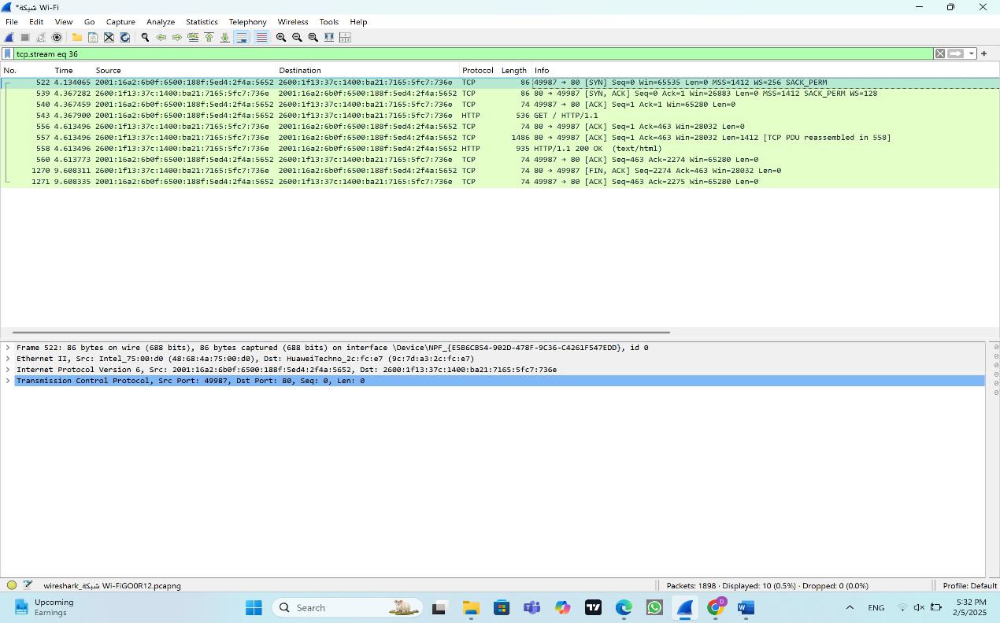 *شبكة Wi-Fi
File Edit View Go Capture Analyze Statistics Telephony Wireless Tools Help
tcp.stream eq 36
No. Time Source Destination Protocol Length Info
522 4.134065 2001:16a2:6b0f:6500:188f:5ed4:2f4a:5652 2600:1f13:37c:1400:ba21:7165:5fc7:736e TCP 86 49987 → 80 [SYN] Seq=0 Win=65535 Len=0 MSS=1412 WS=256 SACK_PERM
539 4.367282 2600:1f13:37c:1400:ba21:7165:5fc7:736e 2001:16a2:6b0f:6500:188f:5ed4:2f4a:5652 TCP 86 80 → 49987 [SYN, ACK] Seq=0 Ack=1 Win=26883 Len=0 MSS=1412 SACK_PERM WS=128
540 4.367459 2001:16a2:6b0f:6500:188f:5ed4:2f4a:5652 2600:1f13:37c:1400:ba21:7165:5fc7:736e TCP 74 49987 → 80 [ACK] Seq=1 Ack=1 Win=65280 Len=0
543 4.367900 2001:16a2:6b0f:6500:188f:5ed4:2f4a:5652 2600:1f13:37c:1400:ba21:7165:5fc7:736e HTTP 536 GET / HTTP/1.1
556 4.613496 2600:1f13:37c:1400:ba21:7165:5fc7:736e 2001:16a2:6b0f:6500:188f:5ed4:2f4a:5652 TCP 74 80 → 49987 [ACK] Seq=1 Ack=463 Win=28032 Len=0
557 4.613496 2600:1f13:37c:1400:ba21:7165:5fc7:736e 2001:16a2:6b0f:6500:188f:5ed4:2f4a:5652 TCP 1486 80 → 49987 [ACK] Seq=1 Ack=463 Win=28032 Len=1412 [TCP PDU reassembled in 558]
558 4.613496 2600:1f13:37c:1400:ba21:7165:5fc7:736e 2001:16a2:6b0f:6500:188f:5ed4:2f4a:5652 HTTP 935 HTTP/1.1 200 OK (text/html)
560 4.613773 2001:16a2:6b0f:6500:188f:5ed4:2f4a:5652 2600:1f13:37c:1400:ba21:7165:5fc7:736e TCP 74 49987 → 80 [ACK] Seq=463 Ack=2274 Win=65280 Len=0
1270 9.608311 2600:1f13:37c:1400:ba21:7165:5fc7:736e 2001:16a2:6b0f:6500:188f:5ed4:2f4a:5652 TCP 74 80 → 49987 [FIN, ACK] Seq=2274 Ack=463 Win=28032 Len=0
1271 9.608335 2001:16a2:6b0f:6500:188f:5ed4:2f4a:5652 2600:1f13:37c:1400:ba21:7165:5fc7:736e TCP 74 49987 → 80 [ACK] Seq=463 Ack=2275 Win=65280 Len=0
Frame 522: 86 bytes on wire (688 bits), 86 bytes captured (688 bits) on interface \Device\NPF_{E5B6CB54-902D-478F-9C36-C4261F547EDD}, id 0
Ethernet II, Src: Intel_75:00:d0 (48:68:4a:75:00:d0), Dst: HuaweiTechno_2c:fc:e7 (9c:7d:a3:2c:fc:e7)
Internet Protocol Version 6, Src: 2001:16a2:6b0f:6500:188f:5ed4:2f4a:5652, Dst: 2600:1f13:37c:1400:ba21:7165:5fc7:736e
Transmission Control Protocol, Src Port: 49987, Dst Port: 80, Seq: 0, Len: 0
0
0
0
0
0
0
wireshark_شبكة Wi-FiGO0R12.pcapng Packets: 1898 · Displayed: 10 (0.5%) · Dropped: 0 (0.0%) Profile: Default
Upcoming
Earnings
Search
ENG
5:32 PM
2/5/2025